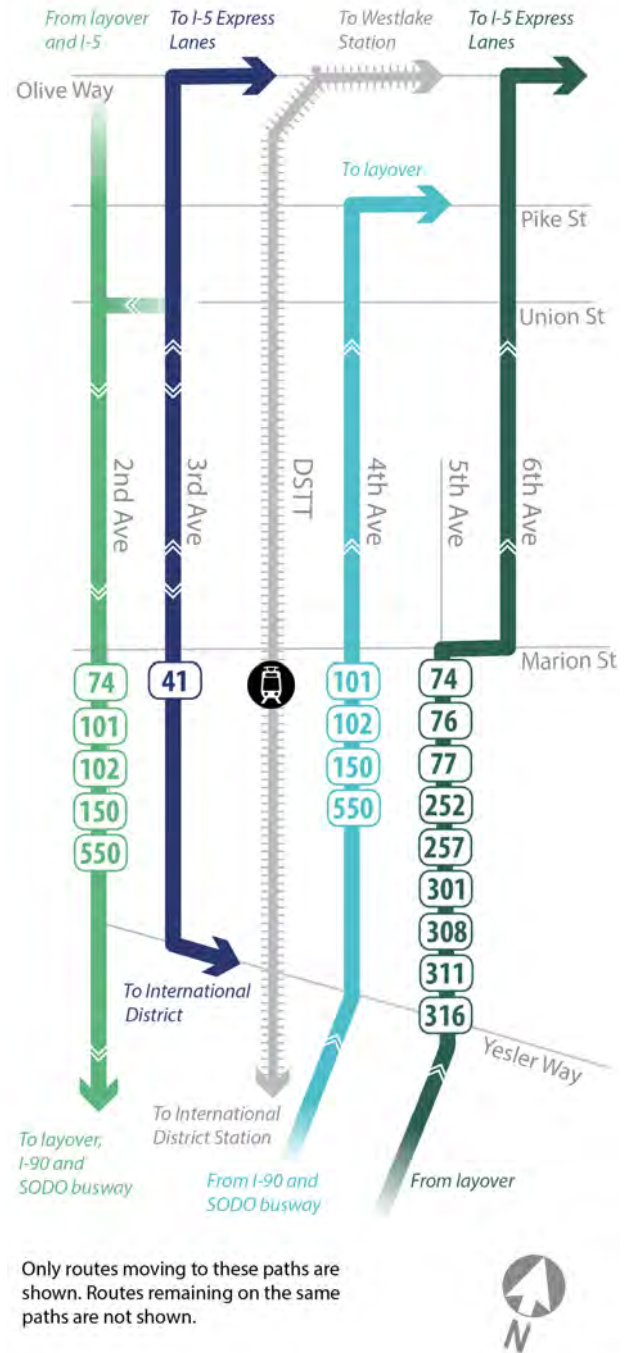 From layover
and I-5
To I-5 Express
Lanes
To Westlake
Station
To I-5 Express
Lanes
Olive Way
To layover
Pike St
Union St
2nd Ave
3rd Ave
DSTT
4th Ave
5th Ave
6th Ave
Marion St
74
101
102
150
550
41
101
102
150
550
74
76
77
252
257
301
308
311
316
Yesler Way
To International
District
To layover,
I-90 and
SODO busway
To International
District Station
From I-90 and
SODO busway
From layover
Only routes moving to these paths are
shown. Routes remaining on the same
paths are not shown.
N